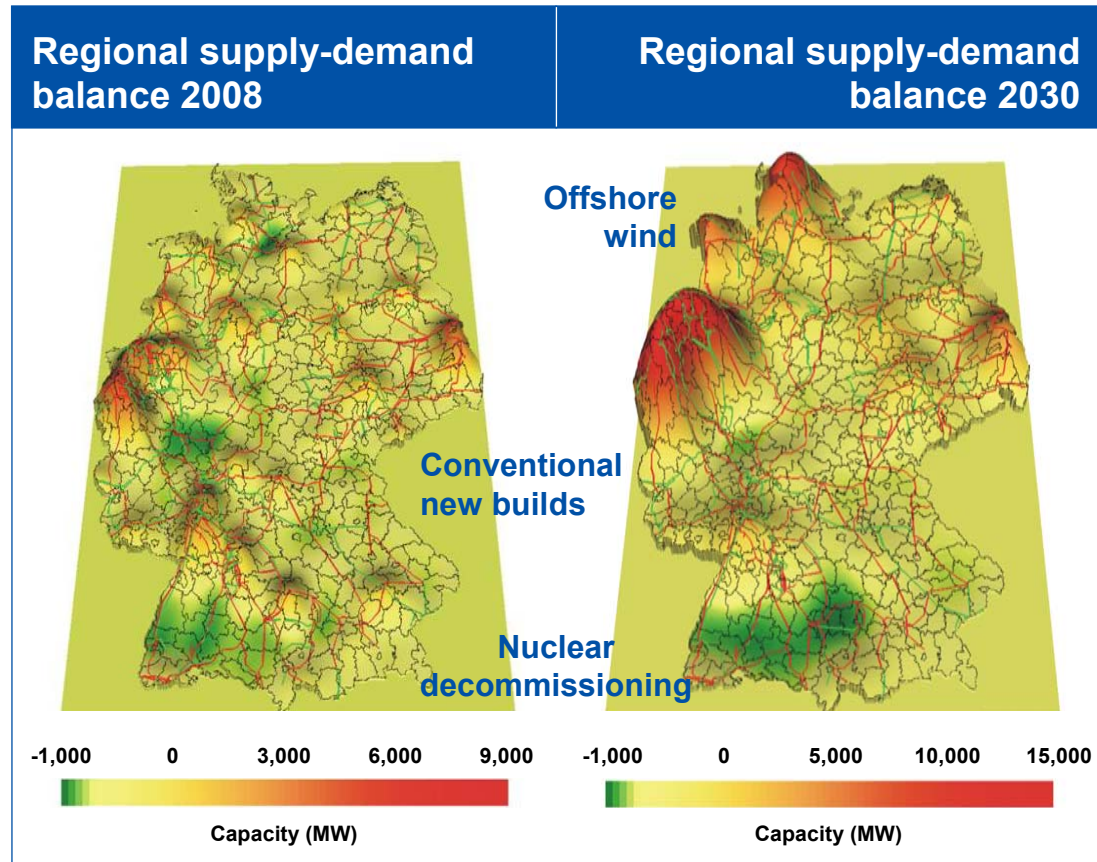 Regional supply-demand
balance 2008
Regional supply-demand
balance 2030
Offshore
wind
Conventional
new builds
Nuclear
decommissioning
-1,000 0 3,000 6,000 9,000
Capacity (MW)
-1,000 0 5,000 10,000 15,000
Capacity (MW)